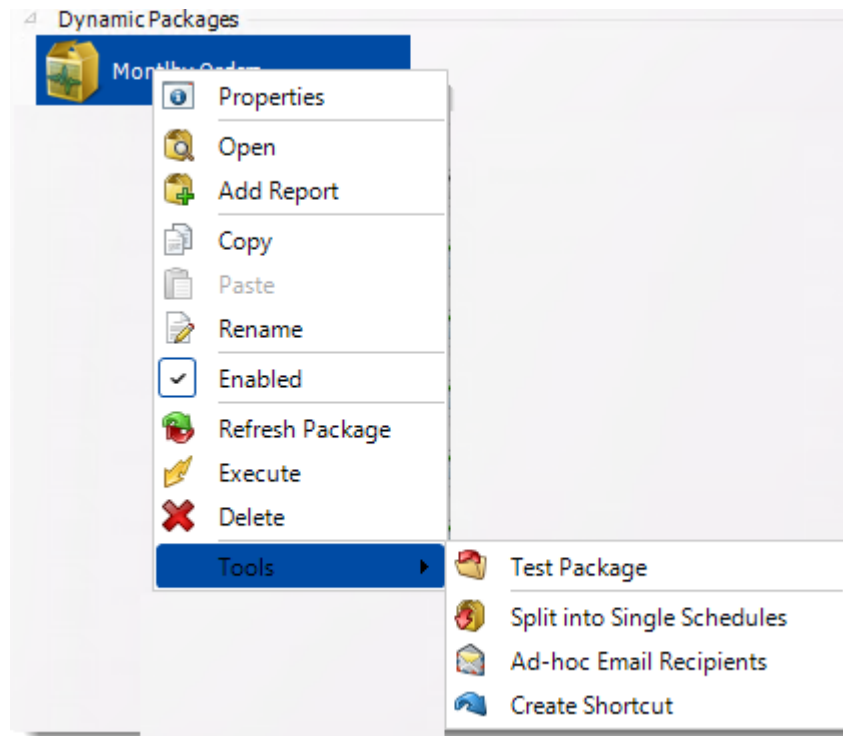 Dynamic Packages
Properties
Open
Add Report
Copy
Paste
Rename
Enabled
Refresh Package
Execute
Delete
Tools
Test Package
Split into Single Schedules
Ad-hoc Email Recipients
Create Shortcut